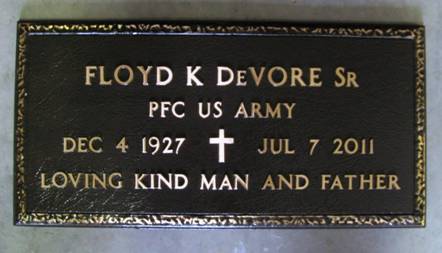 FLOYD K DeVORE Sr
PFC US ARMY
DEC 4 1927 JUL 7 2011
LOVING KIND MAN AND FATHER